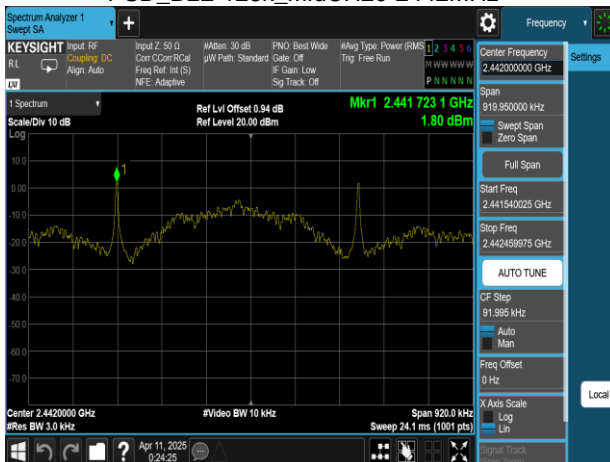 Spectrum Analyzer 1
Swept SA
+
Frequency
KEYSIGHT
RL
LXI
Input: RF
Coupling: DC
Align: Auto
Input Z: 50 Ω
Corr CCorr RCal
Freq Ref: Int (S)
NFE: Adaptive
#Atten: 30 dB
µW Path: Standard
PNO: Best Wide
Gate: Off
IF Gain: Low
Sig Track: Off
#Avg Type: Power (RMS
Trig: Free Run
1 2 3 4 5 6
M W W W W W
P N N N N N
Center Frequency
2.442000000 GHz
Settings
Span
919.950000 kHz
Swept Span
Zero Span
Full Span
Start Freq
2.441540025 GHz
Stop Freq
2.442459975 GHz
AUTO TUNE
CF Step
91.995 kHz
Auto
Man
Freq Offset
0 Hz
X Axis Scale
Log
Lin
Signal Track
Local
1 Spectrum
Scale/Div 10 dB
Log
Ref Lvl Offset 0.94 dB
Ref Level 20.00 dBm
Mkr1 2.441 723 1 GHz
1.80 dBm
1
10.0
0.00
-10.0
-20.0
-30.0
-40.0
-50.0
-60.0
-70.0
Center 2.4420000 GHz
#Res BW 3.0 kHz
#Video BW 10 kHz
Span 920.0 kHz
Sweep 24.1 ms (1001 pts)
?
Apr 11, 2025
0:24:25